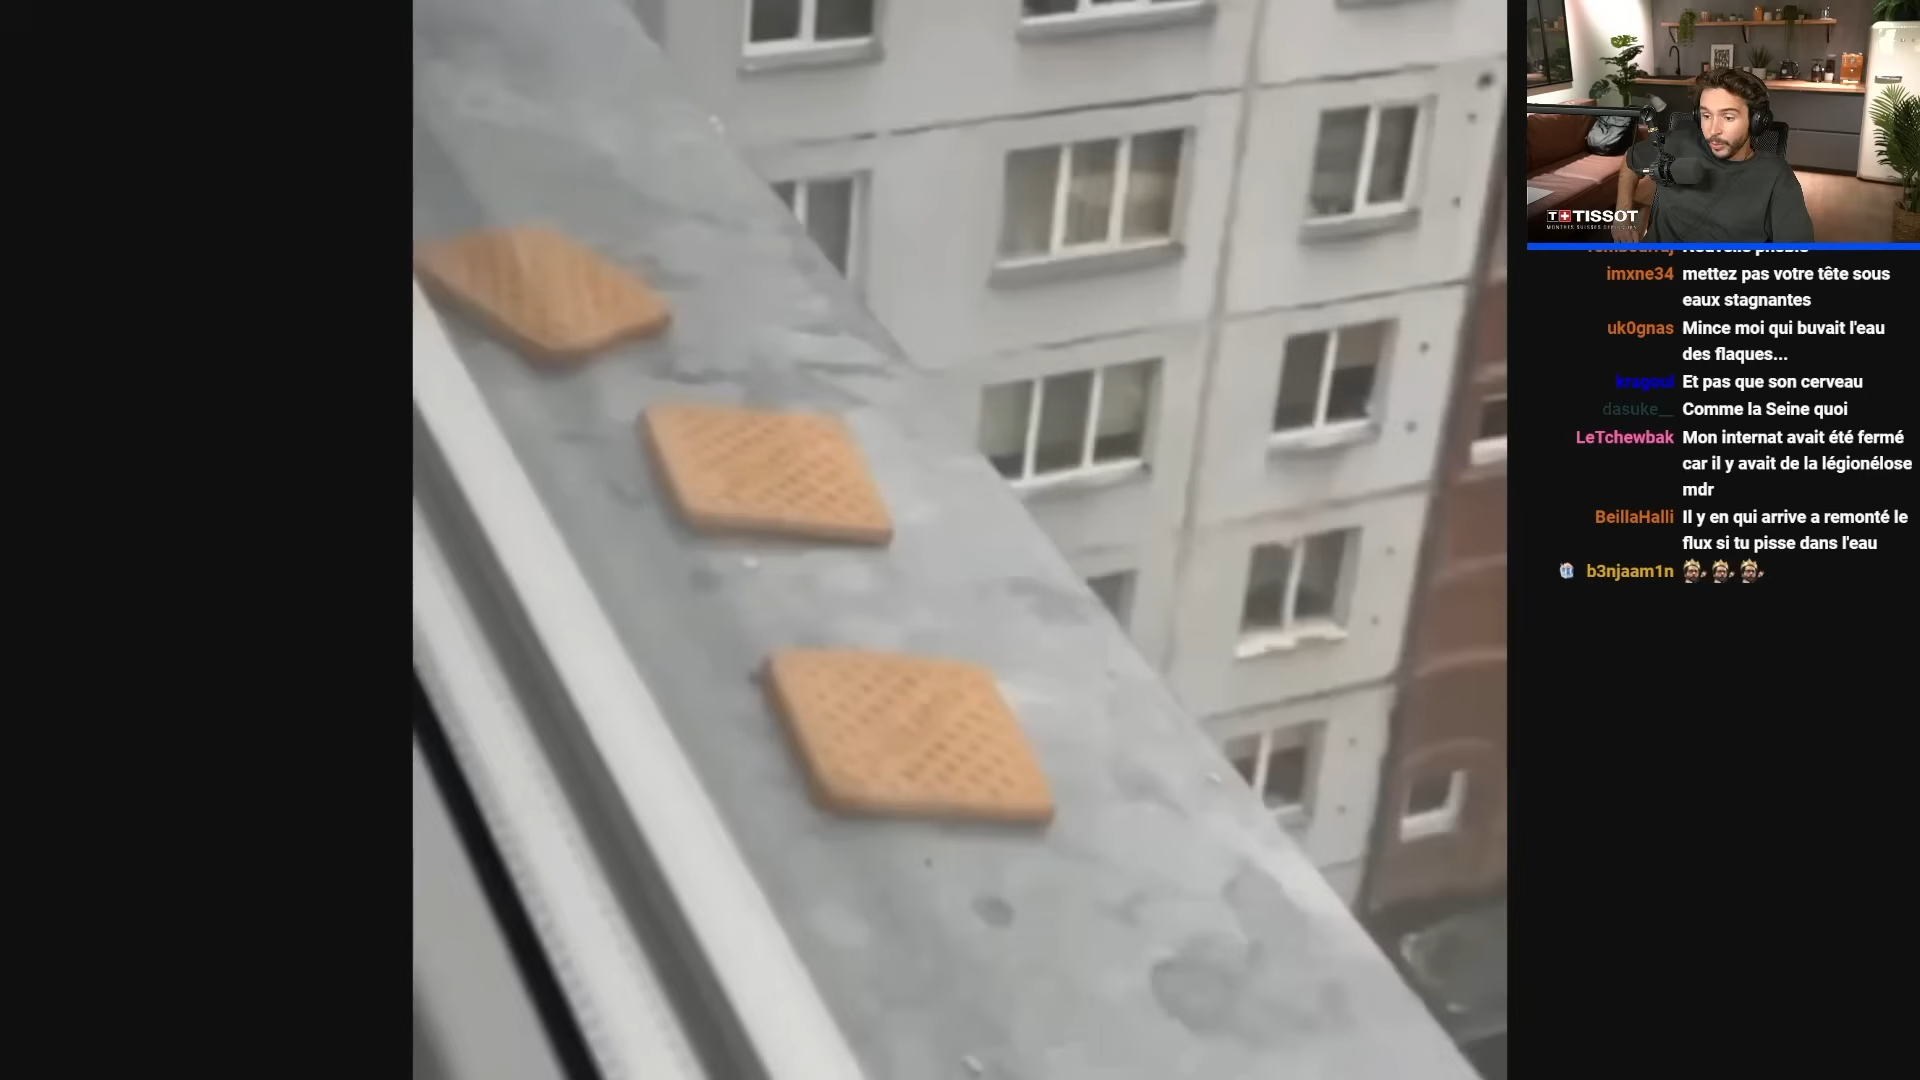 TISSOT
imxne34 mettez pas votre tête sous
eaux stagnantes
uk0gnas Mince moi qui buvait l'eau
des flaques...
kragoul Et pas que son cerveau
dasuke__ Comme la Seine quoi
LeTchewbak Mon internat avait été fermé
car il y avait de la légionélose
mdr
BeillaHalli Il y en qui arrive a remonté le
flux si tu pisse dans l'eau
b3njaam1n